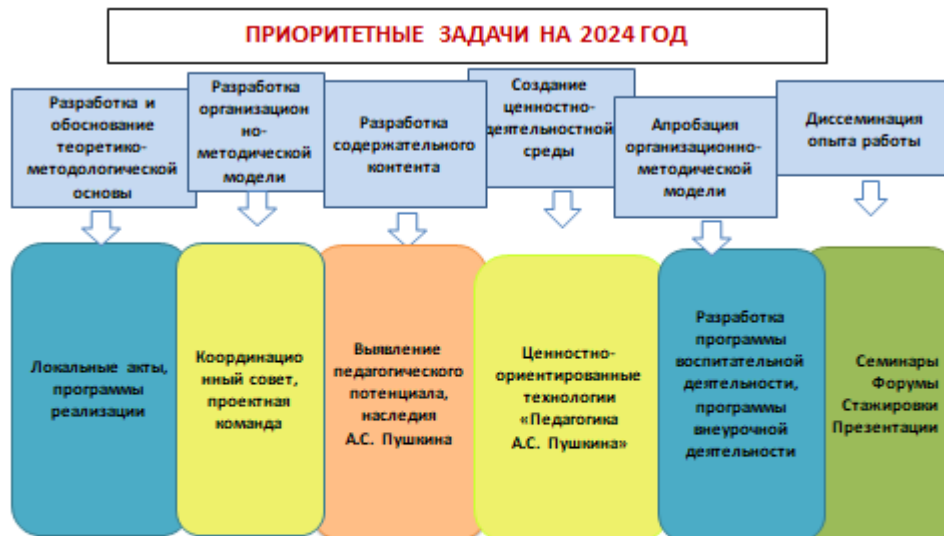 ПРИОРИТЕТНЫЕ ЗАДАЧИ НА 2024 ГОД
Разработка и
обоснование
теоретико-
методологической
основы
Разработка
организацион
но-
методической
модели
Разработка
содержательного
контента
Создание
ценностно-
деятельностной
среды
Апробация
организационно-
методической
модели
Диссеминация
опыта работы
Локальные акты,
программы
реализации
Координацио
нный совет,
проектная
команда
Выявление
педагогического
потенциала,
наследия
А.С. Пушкина
Ценностно-
ориентированные
технологии
«Педагогика
А.С. Пушкина»
Разработка
программы
воспитательной
деятельности,
программы
внеурочной
деятельности
Семинары
Форумы
Стажировки
Презентации